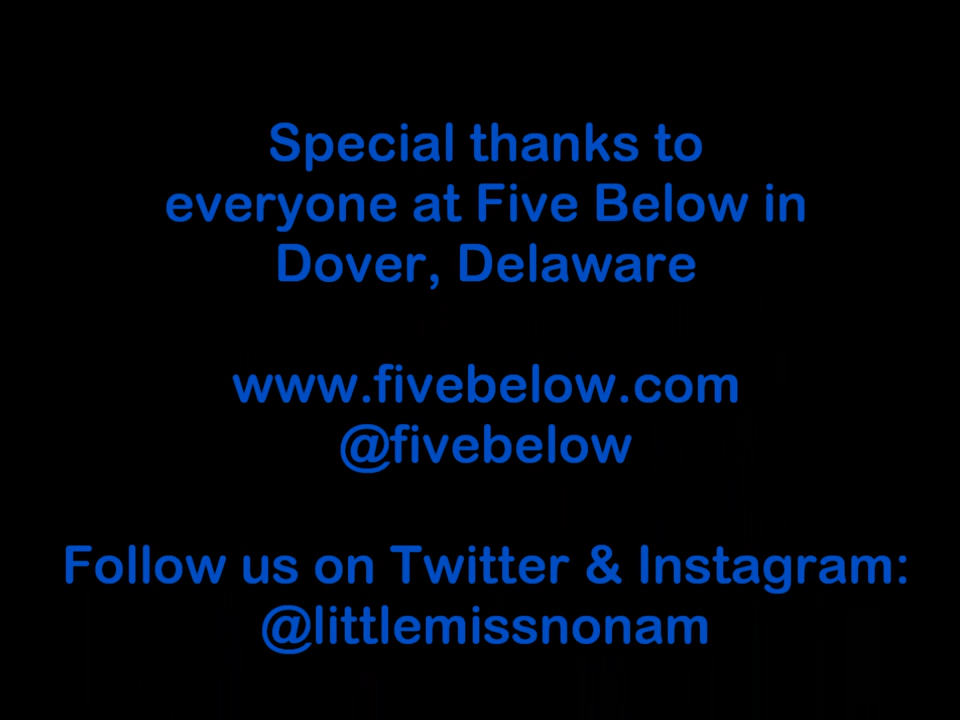 Special thanks to
everyone at Five Below in
Dover, Delaware
www.fivebelow.com
@fivebelow
Follow us on Twitter & Instagram:
@littlemissnonam